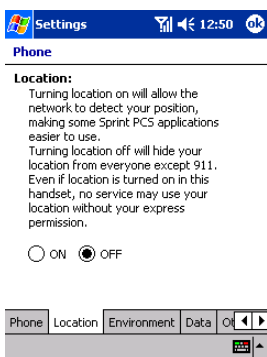 Settings 12:50 ok
Phone
Location:
Turning location on will allow the
network to detect your position,
making some Sprint PCS applications
easier to use.
Turning location off will hide your
location from everyone except 911.
Even if location is turned on in this
handset, no service may use your
location without your express
permission.
ON OFF
Phone Location Environment Data Ot